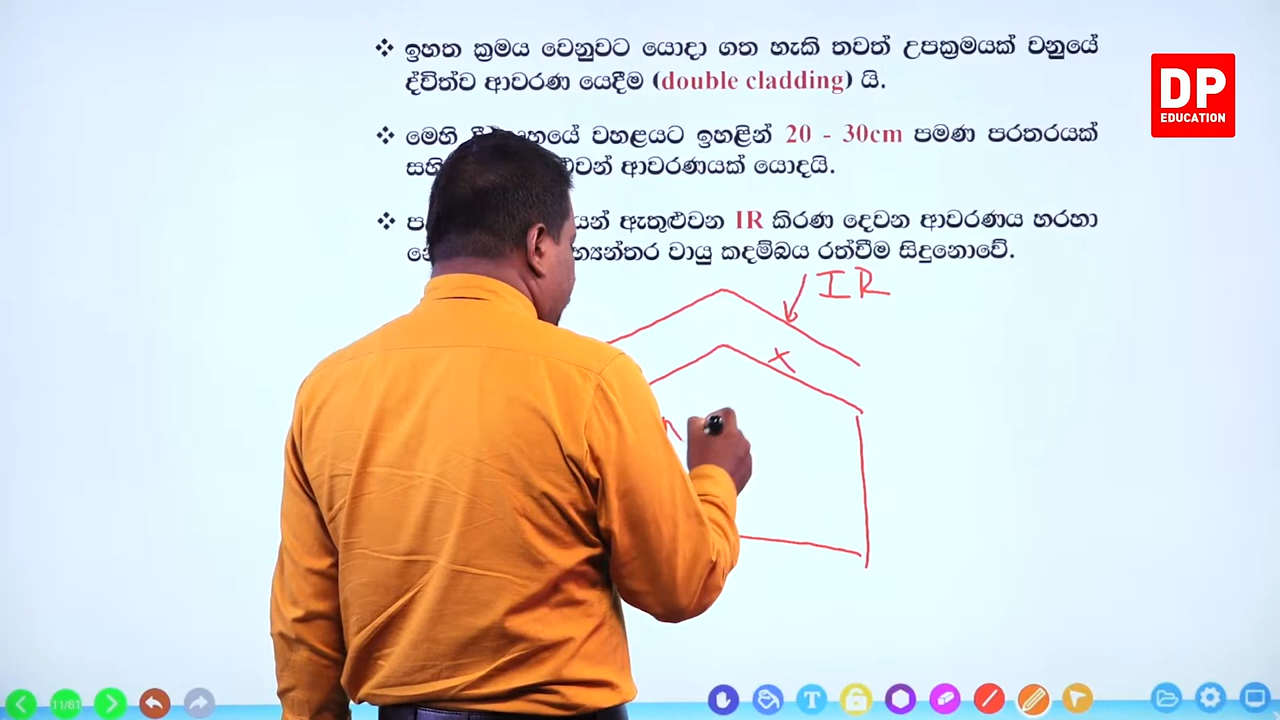 ❖ ඉහත ක්‍රමය වෙනුවට යොදා ගත හැකි තවත් උපක්‍රමයක් වනුයේ
ද්විත්ව ආවරණ යෙදීම (double cladding) යි.
❖ මෙහි වහළයට ඉහළින් 20 - 30cm පමණ පරතරයක්
ආවරණයක් යොදයි.
❖ ඇතුළුවන IR කිරණ දෙවන ආවරණය හරහා
වායු කදම්බය රත්වීම සිදුනොවේ.
IR
x
DP
EDUCATION
11/61
T